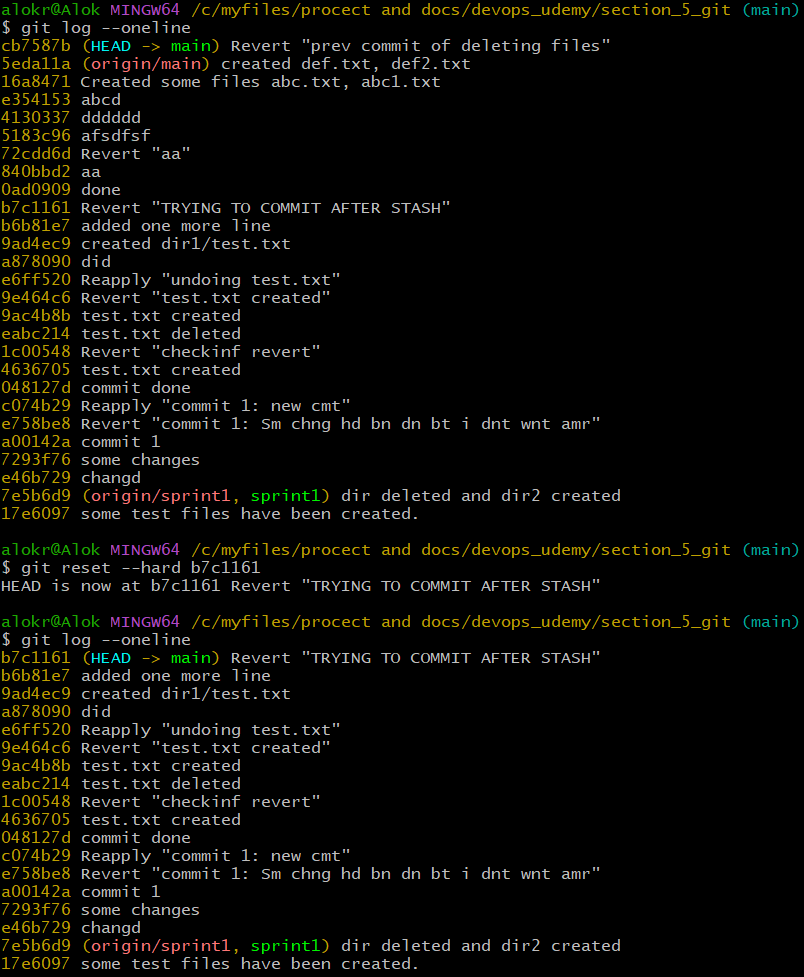 alokr@Alok MINGW64 /c/myfiles/procect and docs/devops_udemy/section_5_git (main)
$ git log --oneline
cb7587b (HEAD -> main) Revert "prev commit of deleting files"
5eda11a (origin/main) created def.txt, def2.txt
16a8471 Created some files abc.txt, abc1.txt
e354153 abcd
4130337 dddddd
5183c96 afsdfsf
72cdd6d Revert "aa"
840bbd2 aa
0ad0909 done
b7c1161 Revert "TRYING TO COMMIT AFTER STASH"
b6b81e7 added one more line
9ad4ec9 created dir1/test.txt
a878090 did
e6ff520 Reapply "undoing test.txt"
9e464c6 Revert "test.txt created"
9ac4b8b test.txt created
eabc214 test.txt deleted
1c00548 Revert "checkinf revert"
4636705 test.txt created
048127d commit done
c074b29 Reapply "commit 1: new cmt"
e758be8 Revert "commit 1: Sm chng hd bn dn bt i dnt wnt amr"
a00142a commit 1
7293f76 some changes
e46b729 changd
7e5b6d9 (origin/sprint1, sprint1) dir deleted and dir2 created
17e6097 some test files have been created.
alokr@Alok MINGW64 /c/myfiles/procect and docs/devops_udemy/section_5_git (main)
$ git reset --hard b7c1161
HEAD is now at b7c1161 Revert "TRYING TO COMMIT AFTER STASH"
alokr@Alok MINGW64 /c/myfiles/procect and docs/devops_udemy/section_5_git (main)
$ git log --oneline
b7c1161 (HEAD -> main) Revert "TRYING TO COMMIT AFTER STASH"
b6b81e7 added one more line
9ad4ec9 created dir1/test.txt
a878090 did
e6ff520 Reapply "undoing test.txt"
9e464c6 Revert "test.txt created"
9ac4b8b test.txt created
eabc214 test.txt deleted
1c00548 Revert "checkinf revert"
4636705 test.txt created
048127d commit done
c074b29 Reapply "commit 1: new cmt"
e758be8 Revert "commit 1: Sm chng hd bn dn bt i dnt wnt amr"
a00142a commit 1
7293f76 some changes
e46b729 changd
7e5b6d9 (origin/sprint1, sprint1) dir deleted and dir2 created
17e6097 some test files have been created.